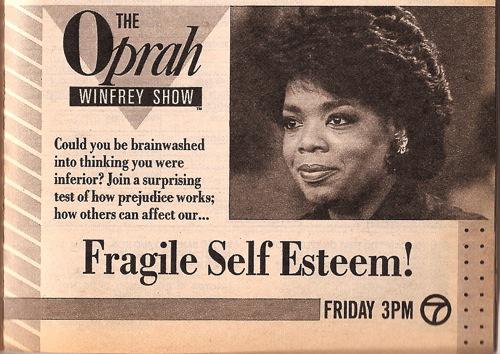 THE
Oprah
WINFREY SHOW™
Could you be brainwashed
into thinking you were
inferior? Join a surprising
test of how prejudice works;
how others can affect our...
Fragile Self Esteem!
FRIDAY 3PM 7